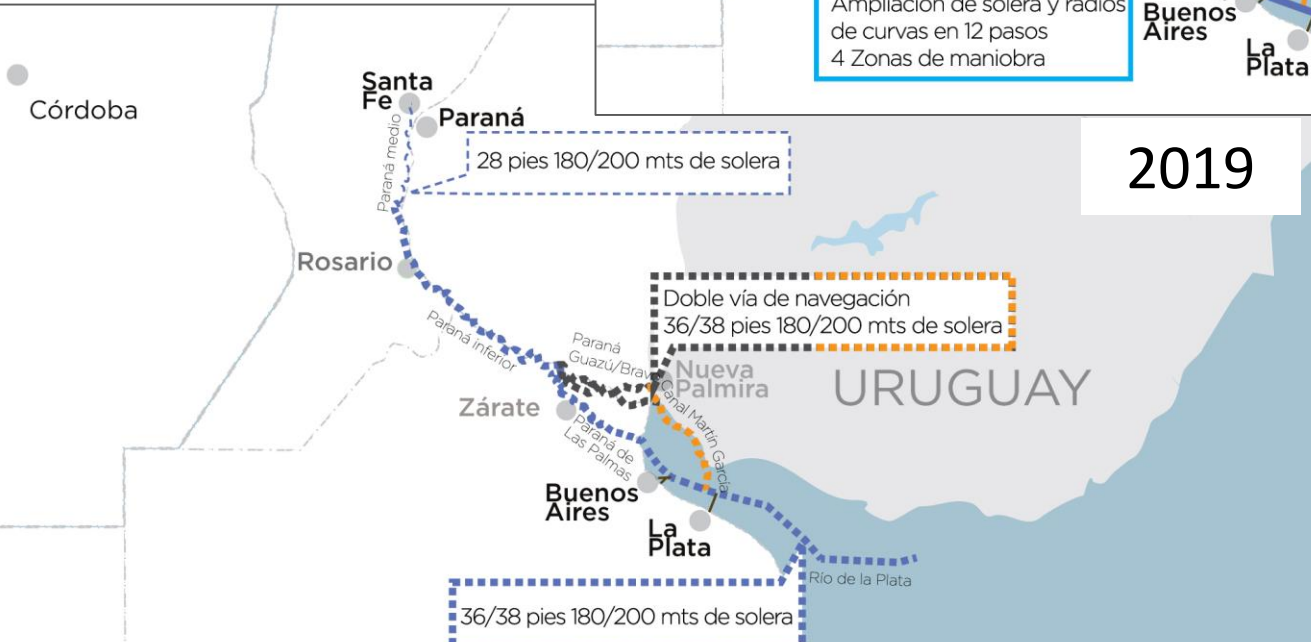 Ampliación de solera y radios
de curvas en 12 pasos
4 Zonas de maniobra
Buenos
Aires
La
Plata
2019
Córdoba
Santa
Fe
Paraná
Paraná medio
28 pies 180/200 mts de solera
Rosario
Paraná inferior
Doble vía de navegación
36/38 pies 180/200 mts de solera
Paraná
Guazú/Brav
Nueva
Palmira
URUGUAY
Zárate
Canal Martín García
Paraná de
Las Palmas
Buenos
Aires
La
Plata
Río de la Plata
36/38 pies 180/200 mts de solera